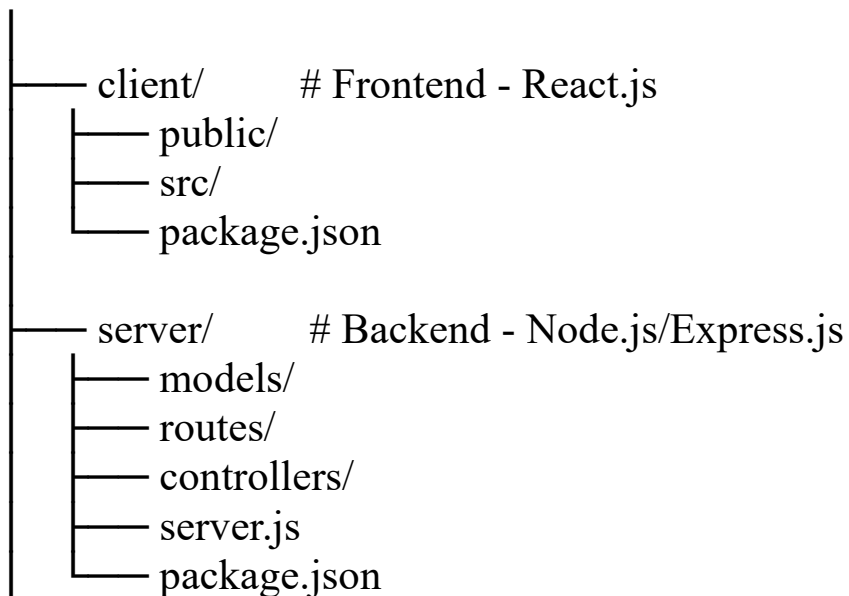 client/ # Frontend - React.js
public/
src/
package.json
server/ # Backend - Node.js/Express.js
models/
routes/
controllers/
server.js
package.json